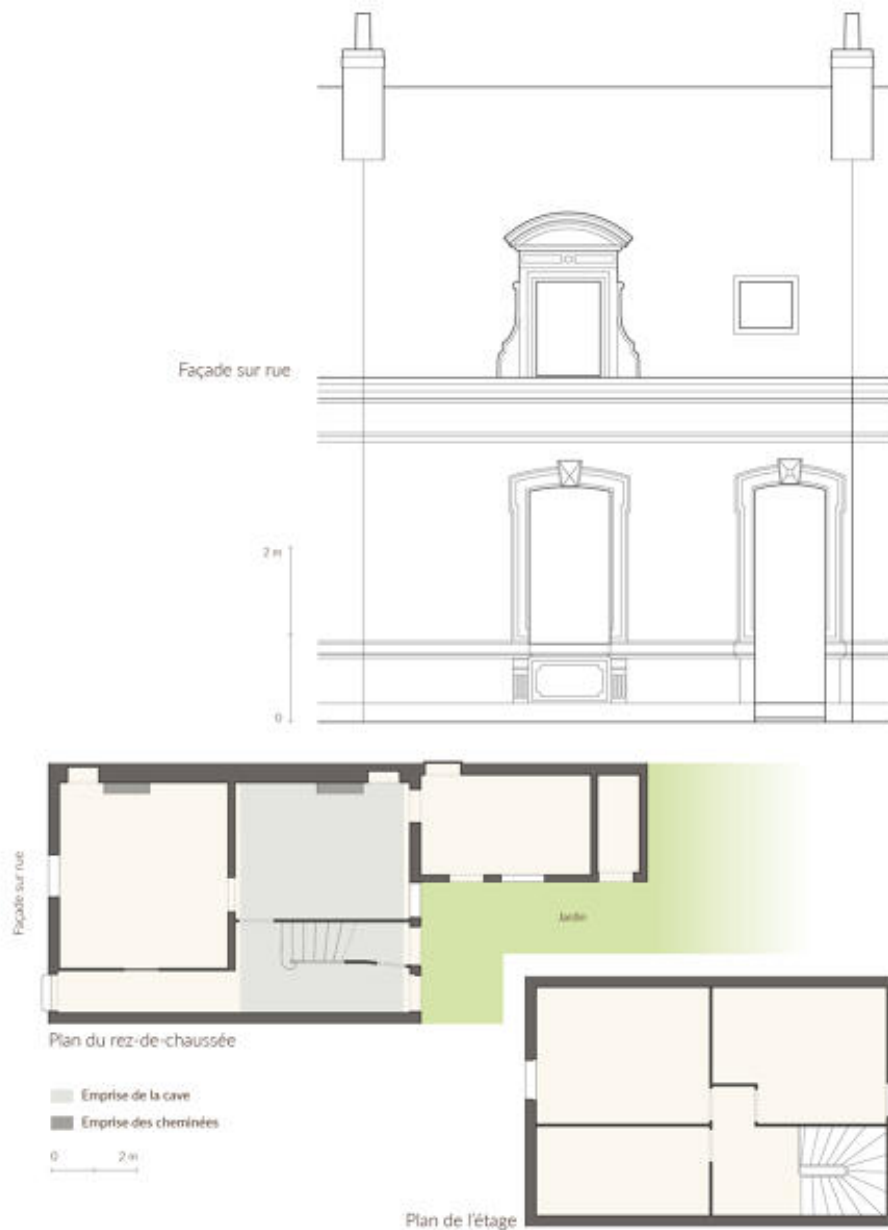 Façade sur rue
2 m
0
Façade sur rue
Jardin
Plan du rez-de-chaussée
Emprise de la cave
Emprise des cheminées
0 2 m
Plan de l'étage